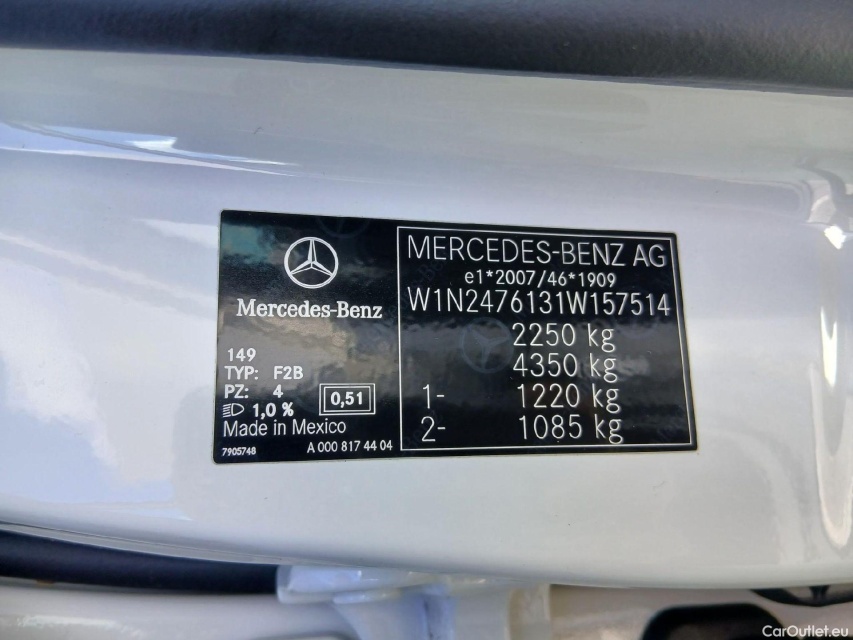 Mercedes-Benz
149
TYP: F2B
PZ: 4
1,0 %
0,51
Made in Mexico
7905748
A 000 817 44 04
MERCEDES-BENZ AG
e1*2007/46*1909
W1N2476131W157514
2250 kg
4350 kg
1- 1220 kg
2- 1085 kg
CarOutlet.eu